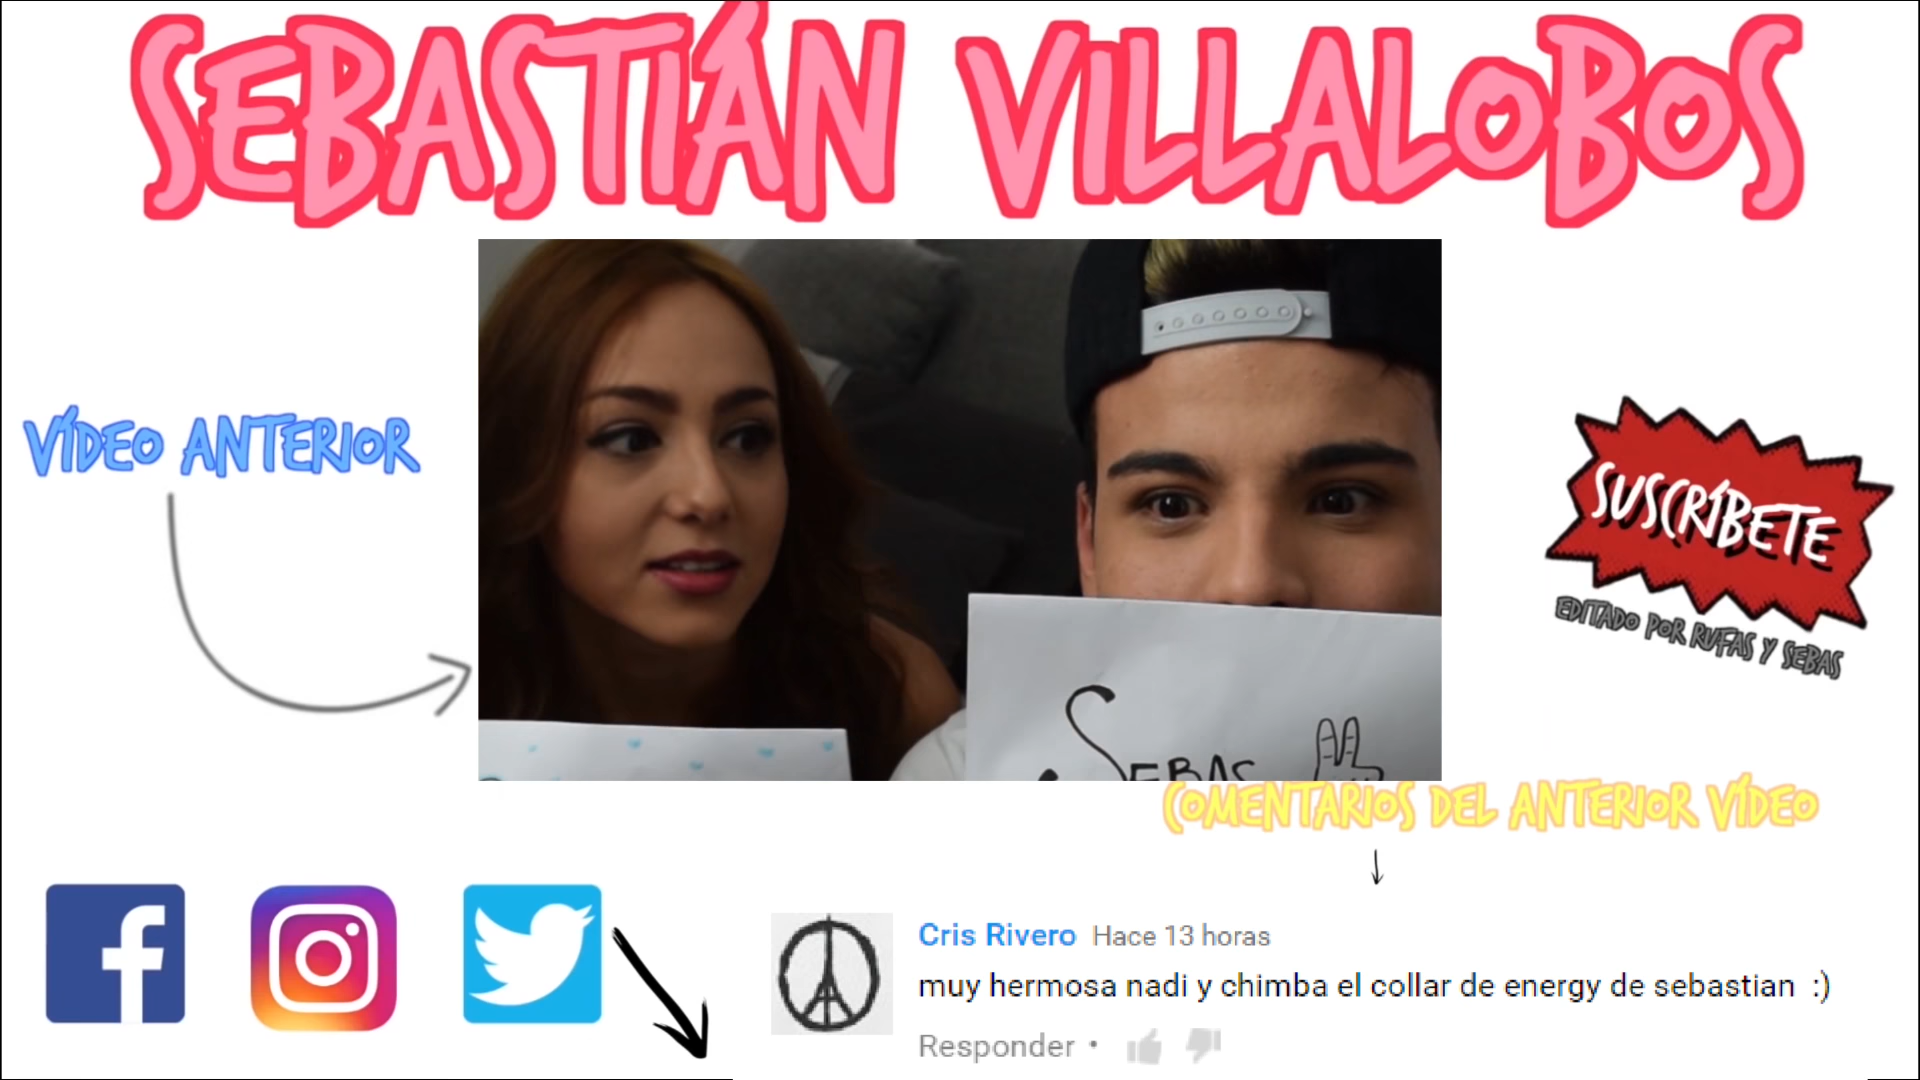 SEBASTIÁN VILLALOBOS
VÍDEO ANTERIOR
SUSCRÍBETE
EDITADO POR RUFAS Y SEBAS
SEBAS
COMENTARIOS DEL ANTERIOR VÍDEO
Cris Rivero Hace 13 horas
muy hermosa nadi y chimba el collar de energy de sebastian :)
Responder •